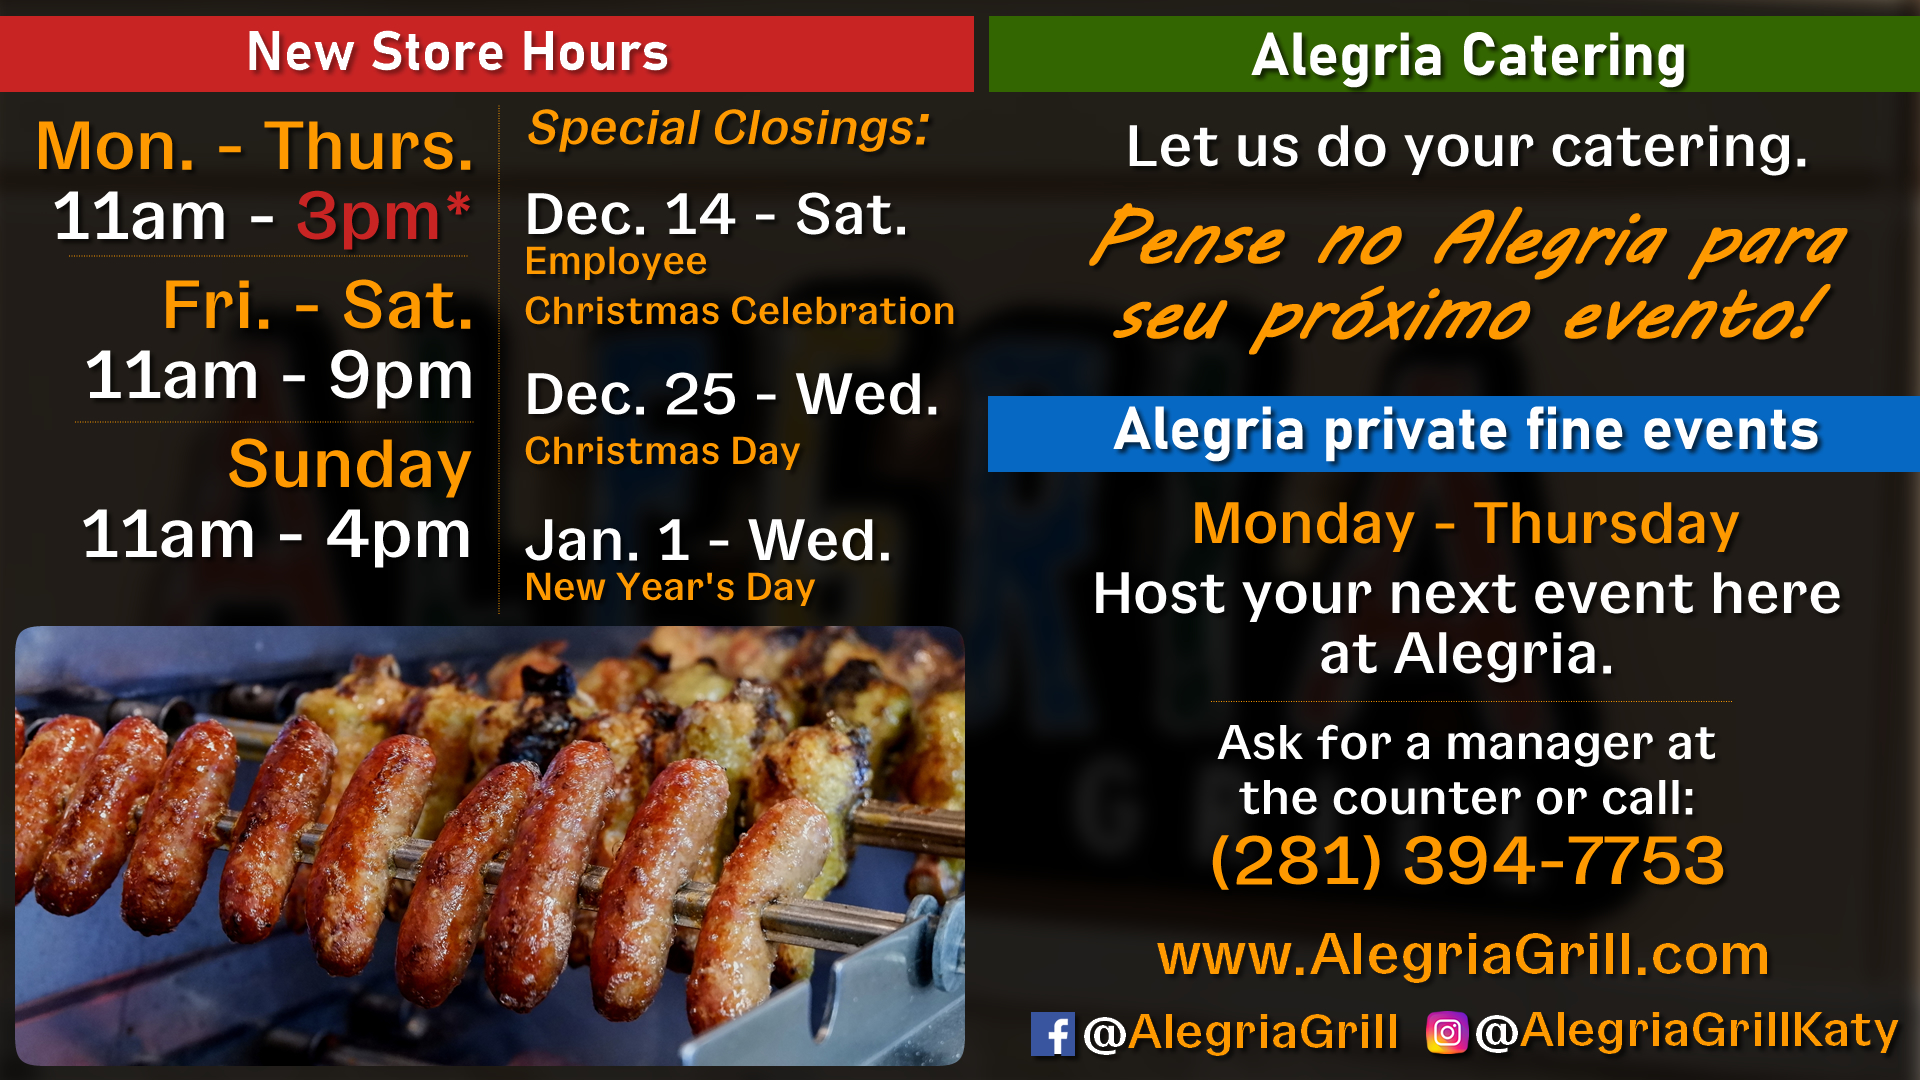 New Store Hours
Mon. - Thurs.
11am - 3pm*
Fri. - Sat.
11am - 9pm
Sunday
11am - 4pm
Special Closings:
Dec. 14 - Sat.
Employee
Christmas Celebration
Dec. 25 - Wed.
Christmas Day
Jan. 1 - Wed.
New Year's Day
Alegria Catering
Let us do your catering.
Pense no Alegria para
seu próximo evento!
Alegria private fine events
Monday - Thursday
Host your next event here
at Alegria.
Ask for a manager at
the counter or call:
(281) 394-7753
www.AlegriaGrill.com
@AlegriaGrill
@AlegriaGrillKaty